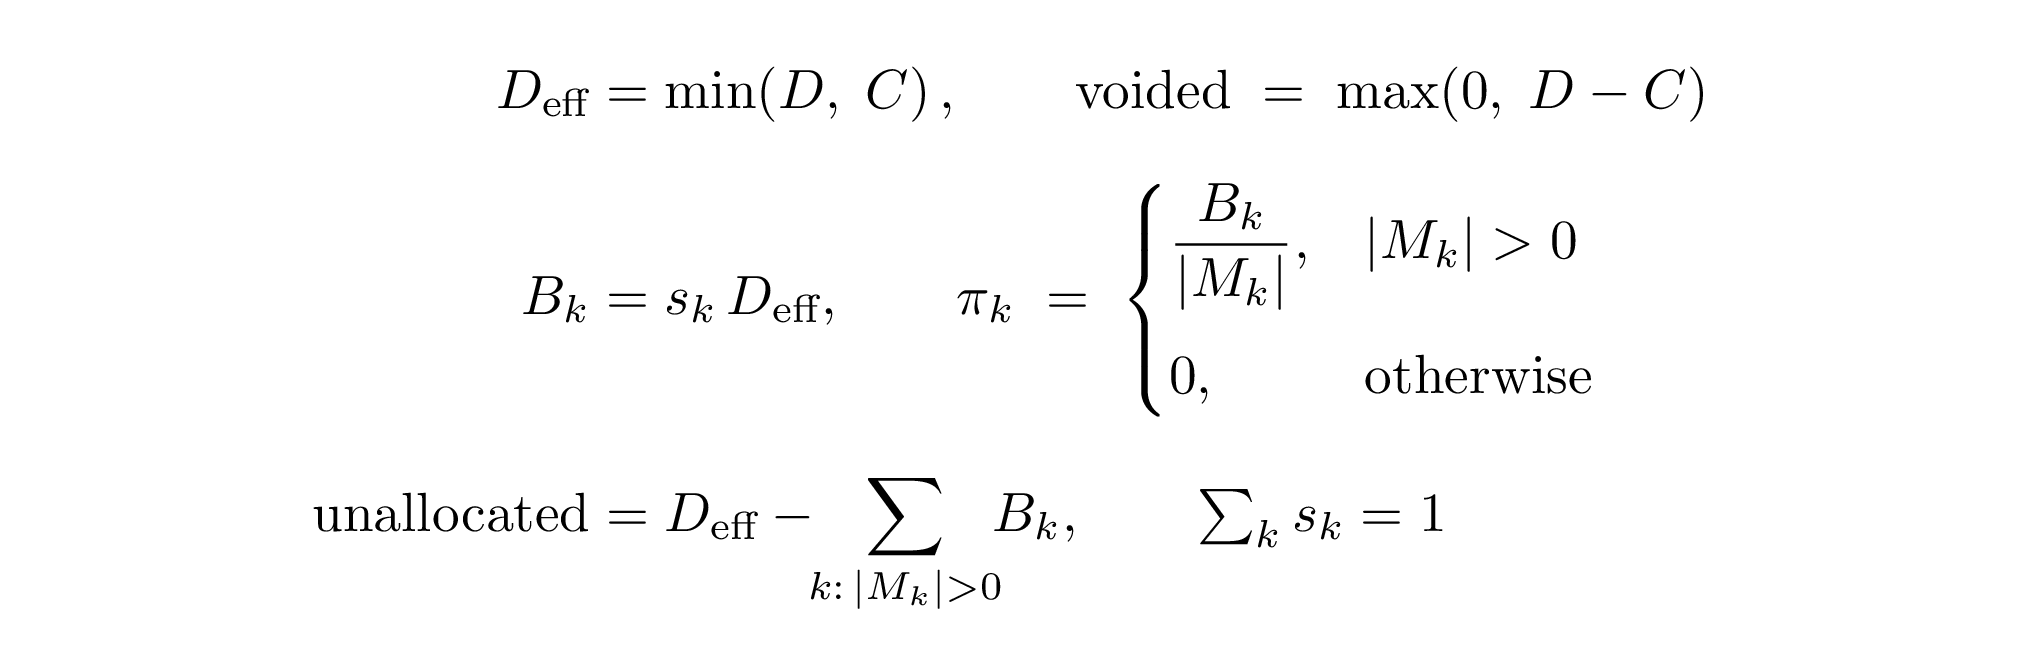 D_eff = min(D, C), voided = max(0, D − C)
B_k = s_k D_eff, π_k = { B_k / |M_k|, |M_k| > 0
0, otherwise
unallocated = D_eff − ∑_{k: |M_k|>0} B_k, ∑_k s_k = 1